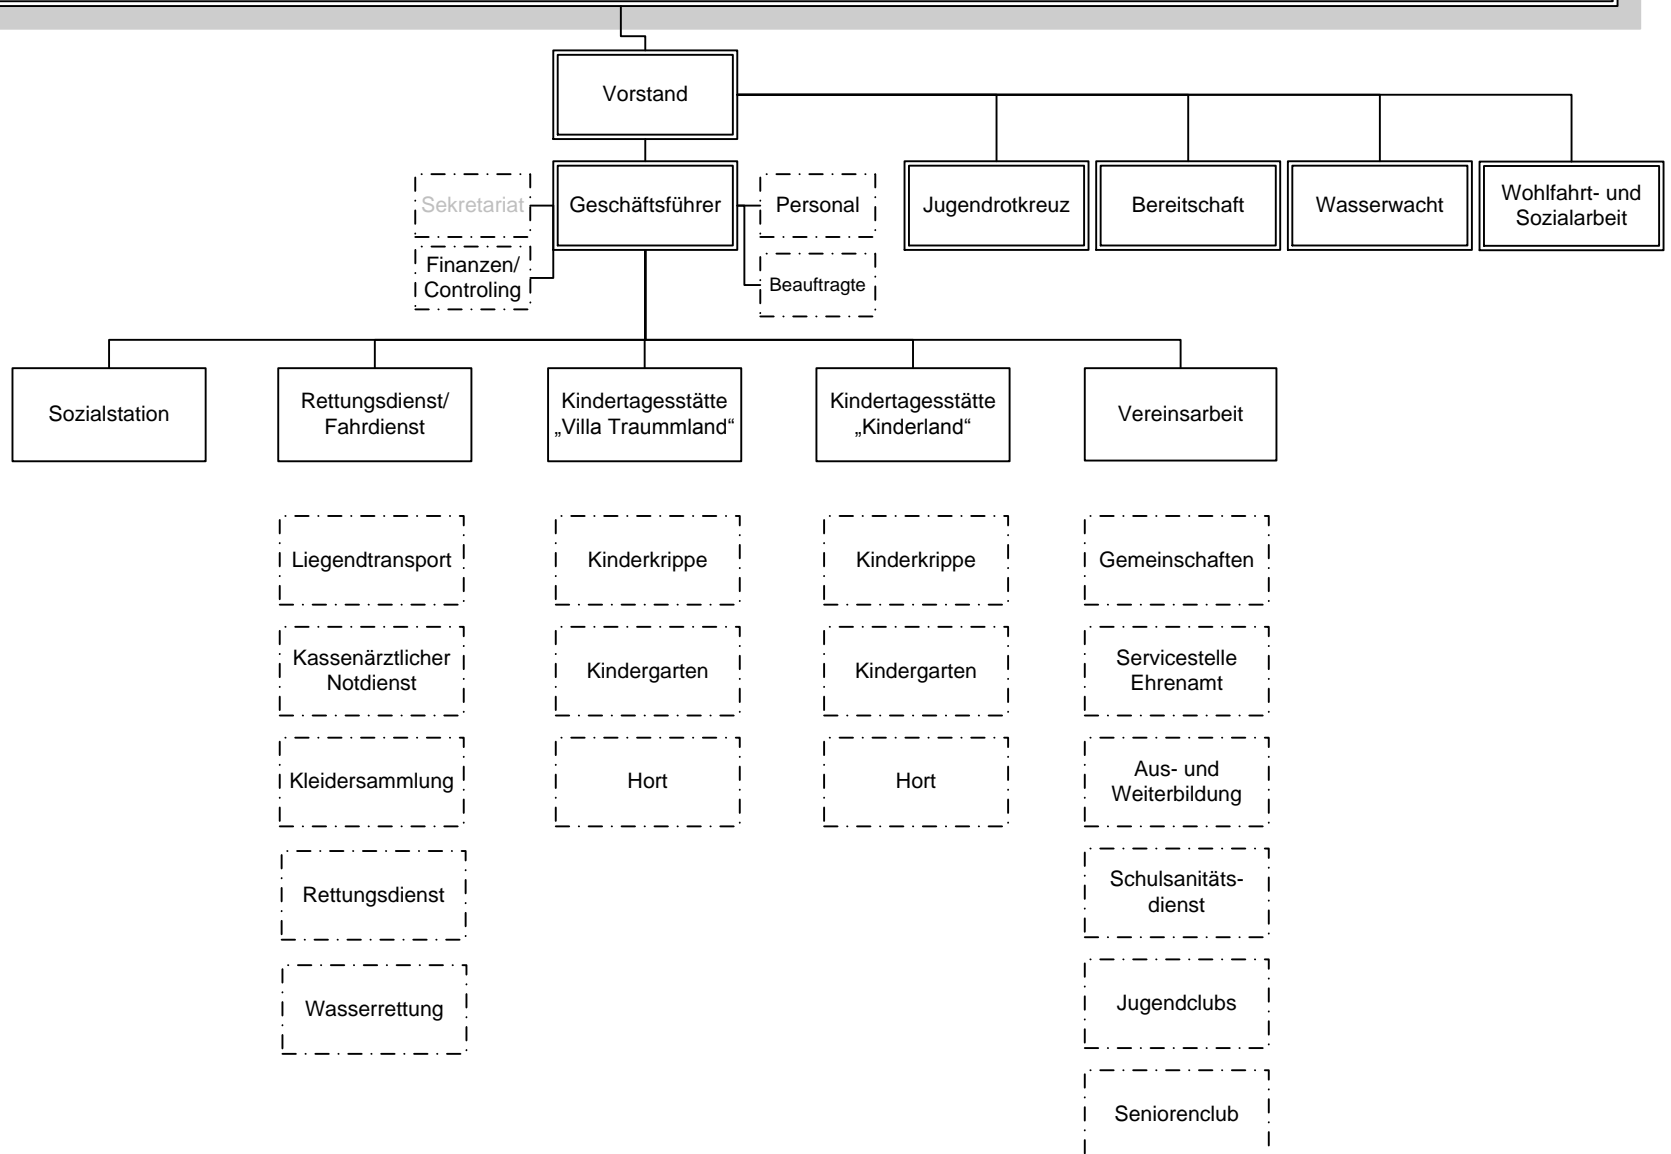 Vorstand
Sekretariat
Geschäftsführer
Personal
Jugendrotkreuz
Bereitschaft
Wasserwacht
Wohlfahrt- und
Sozialarbeit
Finanzen/
Controling
Beauftragte
Sozialstation
Rettungsdienst/
Fahrdienst
Kindertagesstätte
„Villa Traummland“
Kindertagesstätte
„Kinderland“
Vereinsarbeit
Liegendtransport
Kinderkrippe
Kinderkrippe
Gemeinschaften
Kassenärztlicher
Notdienst
Kindergarten
Kindergarten
Servicestelle
Ehrenamt
Kleidersammlung
Hort
Hort
Aus- und
Weiterbildung
Rettungsdienst
Schulsanitäts-
dienst
Wasserrettung
Jugendclubs
Seniorenclub